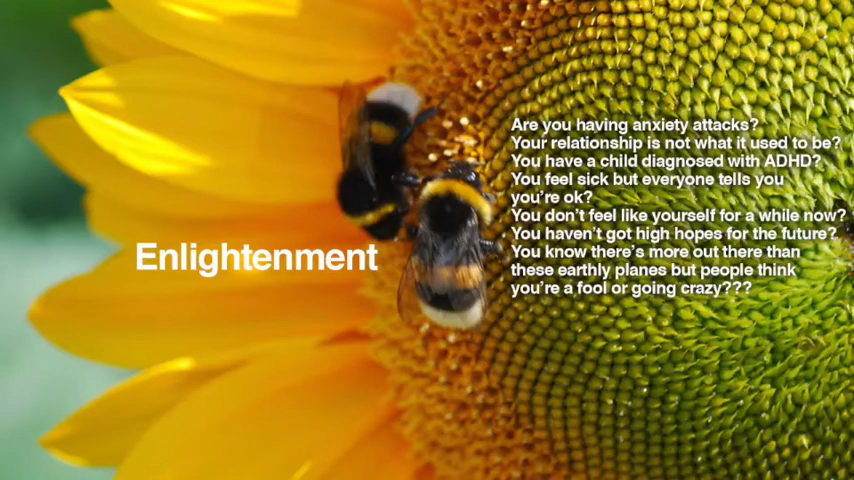 Enlightenment
Are you having anxiety attacks?
Your relationship is not what it used to be?
You have a child diagnosed with ADHD?
You feel sick but everyone tells you
you're ok?
You don't feel like yourself for a while now?
You haven't got high hopes for the future?
You know there's more out there than
these earthly planes but people think
you're a fool or going crazy???